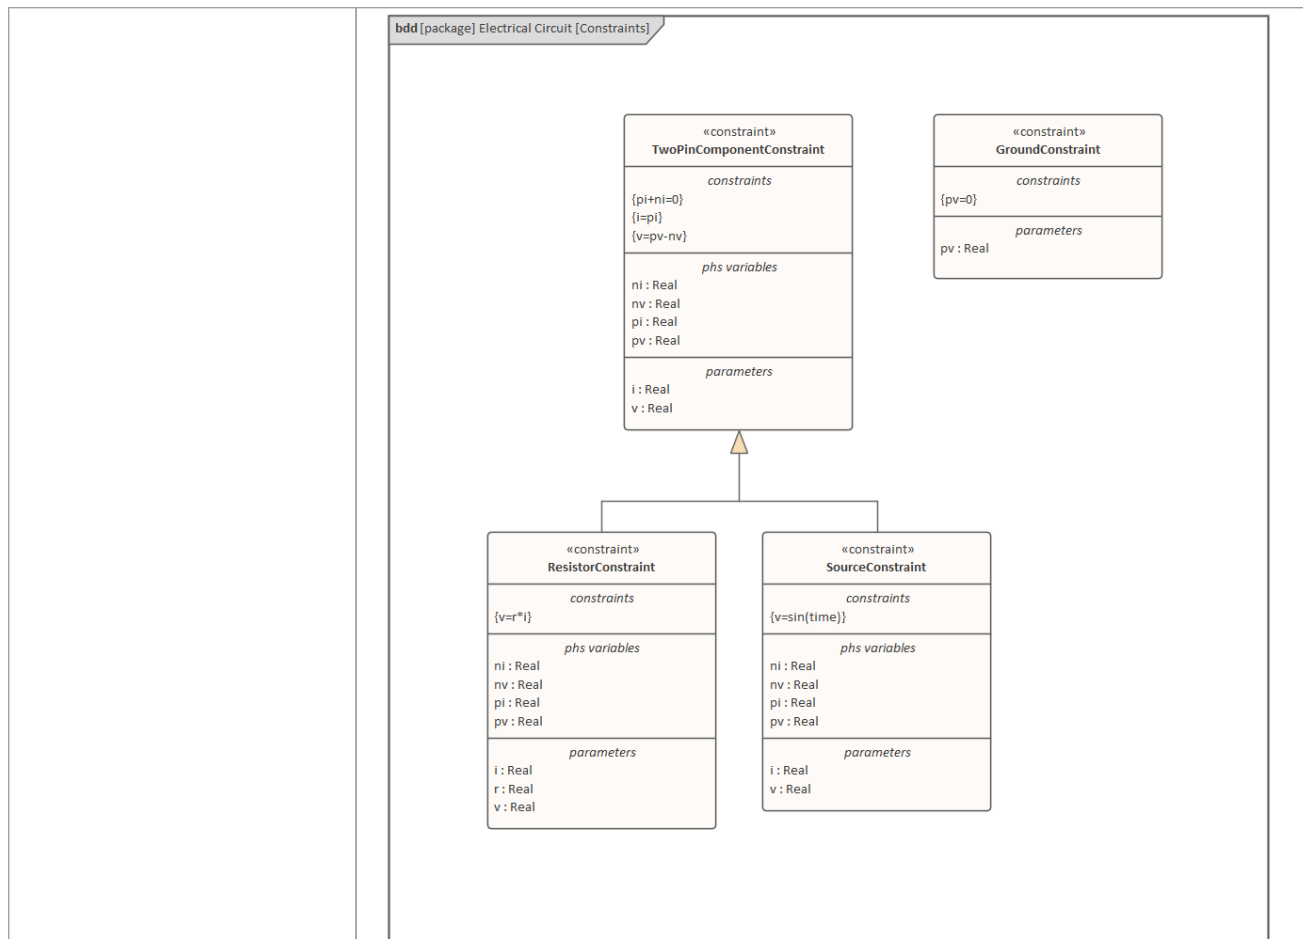 bdd [package] Electrical Circuit [Constraints]
«constraint»
TwoPinComponentConstraint
constraints
{pi+ni=0}
{i=pi}
{v=pv-nv}
phs variables
ni : Real
nv : Real
pi : Real
pv : Real
parameters
i : Real
v : Real
«constraint»
GroundConstraint
constraints
{pv=0}
parameters
pv : Real
«constraint»
ResistorConstraint
constraints
{v=r*i}
phs variables
ni : Real
nv : Real
pi : Real
pv : Real
parameters
i : Real
r : Real
v : Real
«constraint»
SourceConstraint
constraints
{v=sin(time)}
phs variables
ni : Real
nv : Real
pi : Real
pv : Real
parameters
i : Real
v : Real